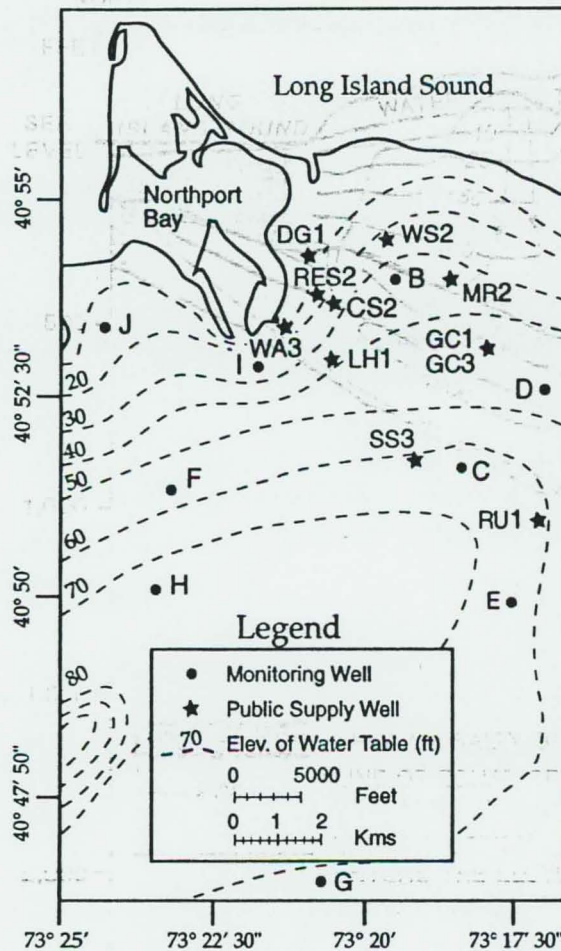 Long Island Sound
40° 55'
Northport
Bay
DG1
WS2
RES2
B
MR2
CS2
J
WA3
GC1
GC3
I
LH1
40° 52' 30"
20
D
30
40
50
SS3
C
F
60
RU1
70
40° 50'
H
E
Legend
Monitoring Well
Public Supply Well
80
70 Elev. of Water Table (ft)
0 5000
Feet
0 1 2
Kms
40° 47' 50"
G
73° 25' 73° 22' 30" 73° 20' 73° 17' 30"